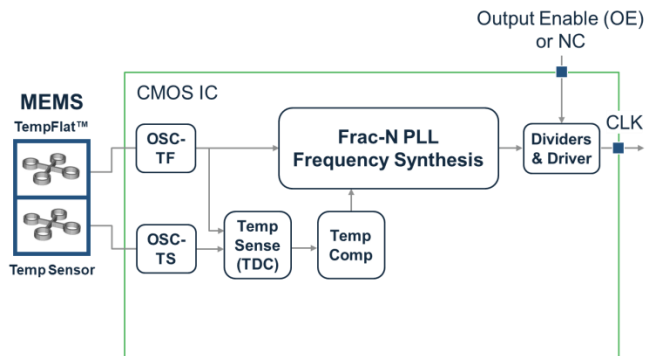 Output Enable (OE)
or NC
MEMS
TempFlat™
CMOS IC
OSC-
TF
Frac-N PLL
Frequency Synthesis
Dividers
& Driver
CLK
OSC-
TS
Temp
Sense
(TDC)
Temp
Comp
Temp Sensor